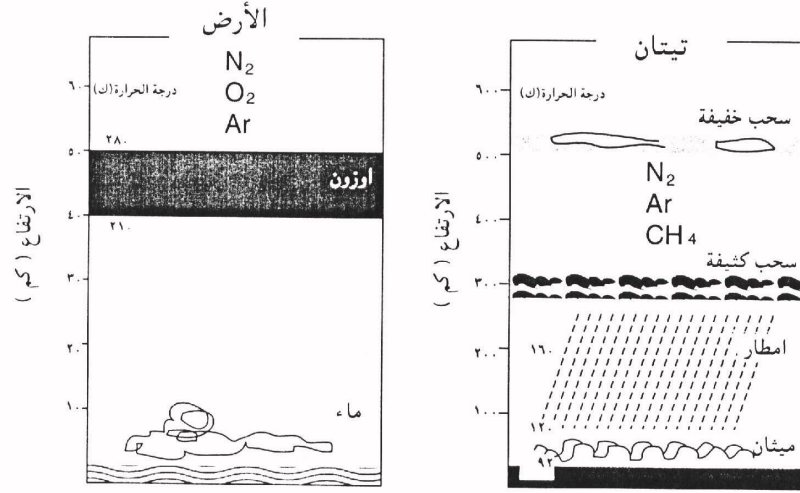 الأرض
N2
O2
Ar
درجة الحرارة(ك)
٦٠
٢٨٠
٥٠
اوزون
٤٠
٢١٠
٣٠
٢٠
١٠
ماء
الارتفاع ( كم )
تيتان
درجة الحرارة(ك)
٦٠٠
سحب خفيفة
٥٠٠
N2
Ar
CH4
٤٠٠
سحب كثيفة
٣٠٠
امطار
٢٠٠
١٦٠
١٠٠
١٢٠
ميثان
٩٢
الارتفاع ( كم )